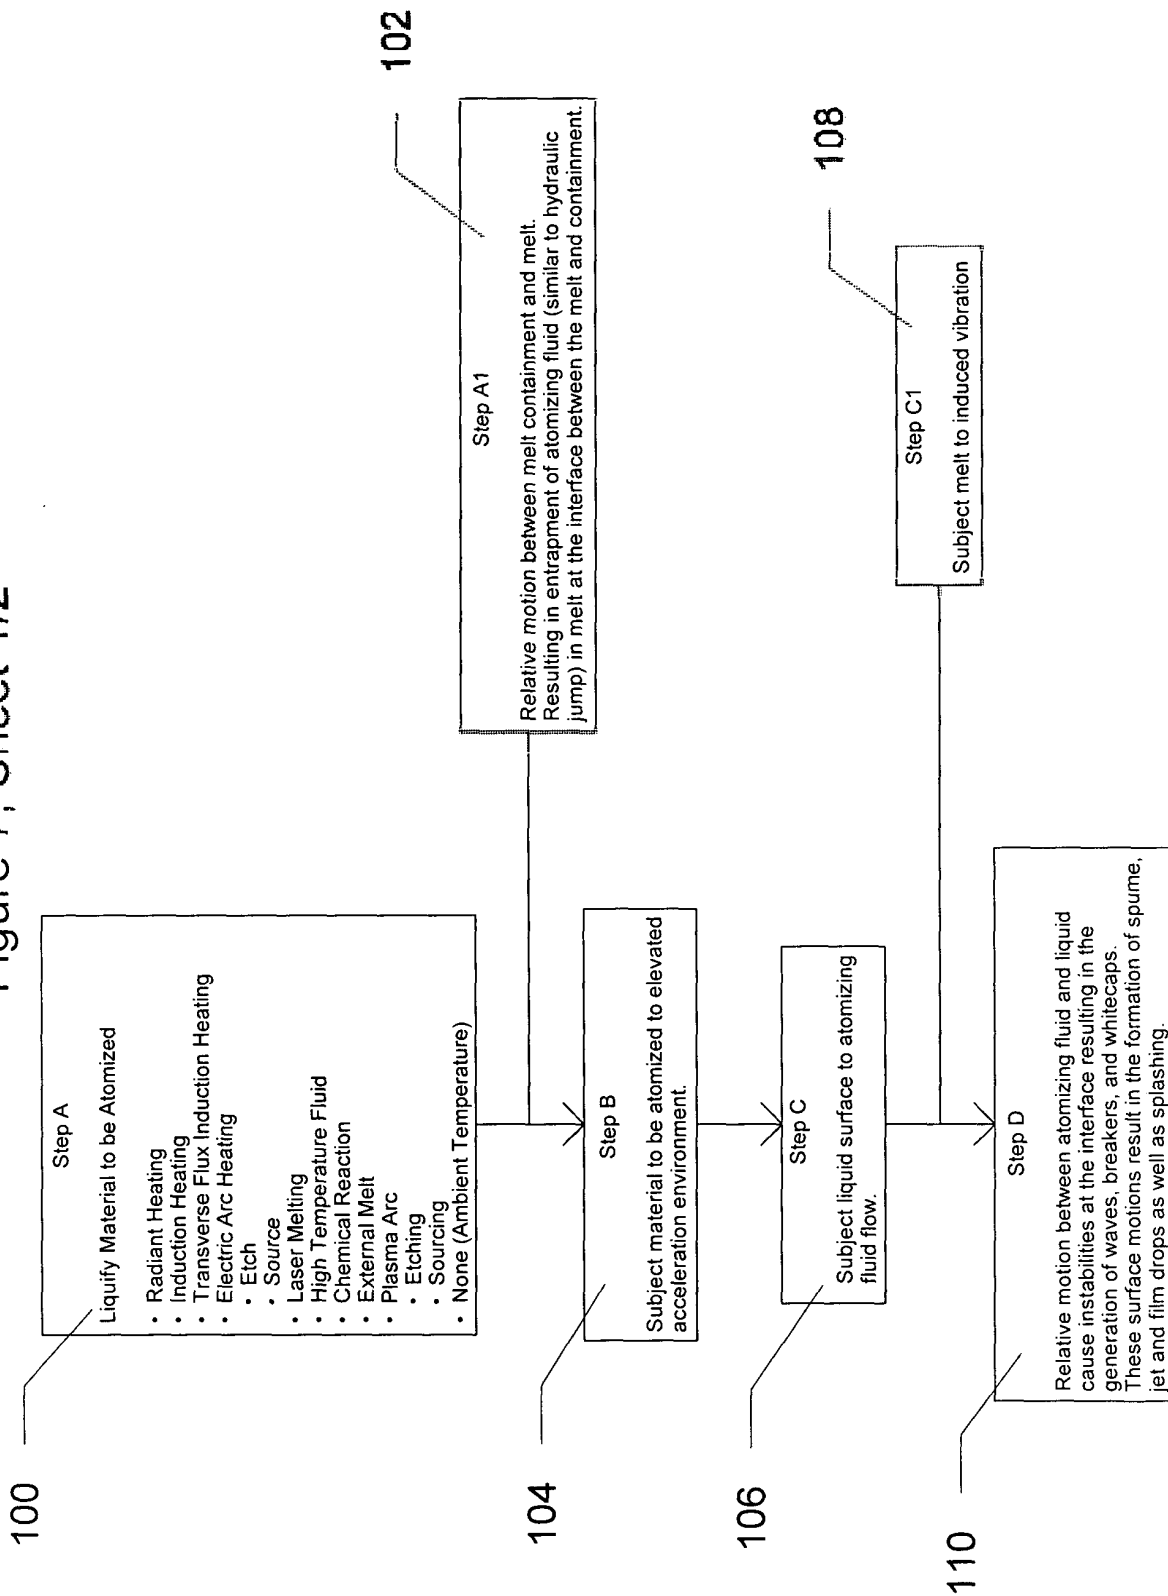 Figure 7, Sheet 1/2
100
Step A
Liquify Material to be Atomized
• Radiant Heating
• Induction Heating
• Transverse Flux Induction Heating
• Electric Arc Heating
• Etch
• Source
• Laser Melting
• High Temperature Fluid
• Chemical Reaction
• External Melt
• Plasma Arc
• Etching
• Sourcing
• None (Ambient Temperature)
102
Step A1
Relative motion between melt containment and melt.
Resulting in entrapment of atomizing fluid (similar to hydraulic
jump) in melt at the interface between the melt and containment.
104
Step B
Subject material to be atomized to elevated
acceleration environment.
106
Step C
Subject liquid surface to atomizing
fluid flow.
108
Step C1
Subject melt to induced vibration
110
Step D
Relative motion between atomizing fluid and liquid
cause instabilities at the interface resulting in the
generation of waves, breakers, and whitecaps.
These surface motions result in the formation of spume,
jet and film drops as well as splashing.